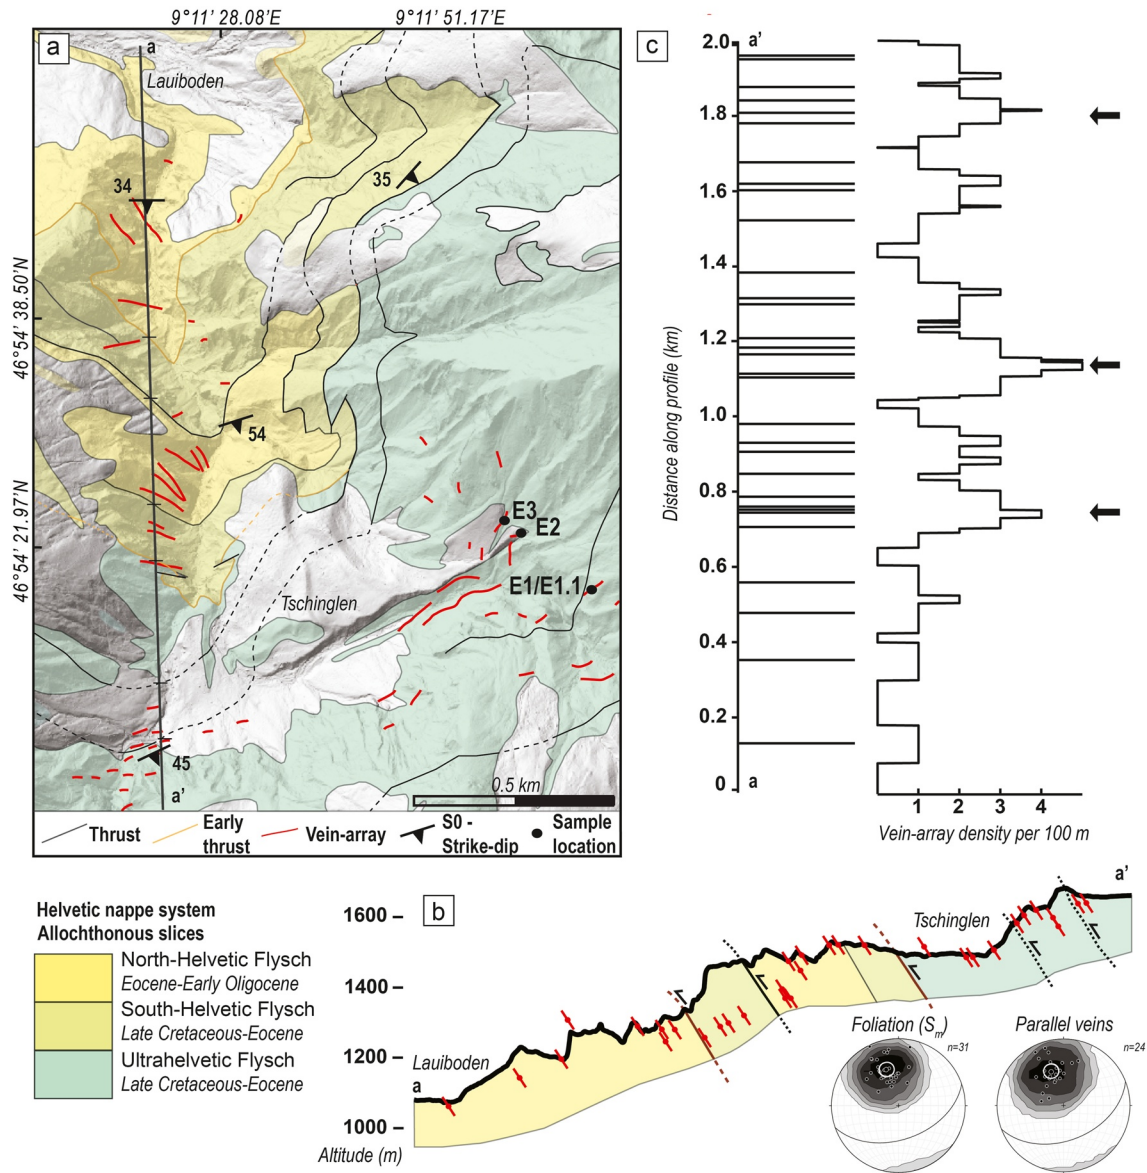 9°11' 28.08'E
9°11' 51.17'E
a
a
Lauiboden
34
35
46°54' 38.50'N
54
46°54' 21.97'N
E3
E2
E1/E1.1
Tschinglen
45
a'
0.5 km
Thrust
Early thrust
Vein-array
S0 - Strike-dip
Sample location
c
2.0
a'
1.8
1.6
1.4
1.2
1.0
0.8
0.6
0.4
0.2
0
a
Distance along profile (km)
1 2 3 4
Vein-array density per 100 m
Helvetic nappe system
Allochthonous slices
North-Helvetic Flysch
Eocene-Early Oligocene
South-Helvetic Flysch
Late Cretaceous-Eocene
Ultrahelvetic Flysch
Late Cretaceous-Eocene
b
1600
1400
1200
1000
Altitude (m)
Lauiboden
a
Tschinglen
a'
Foliation (Sm)
n=31
Parallel veins
n=24